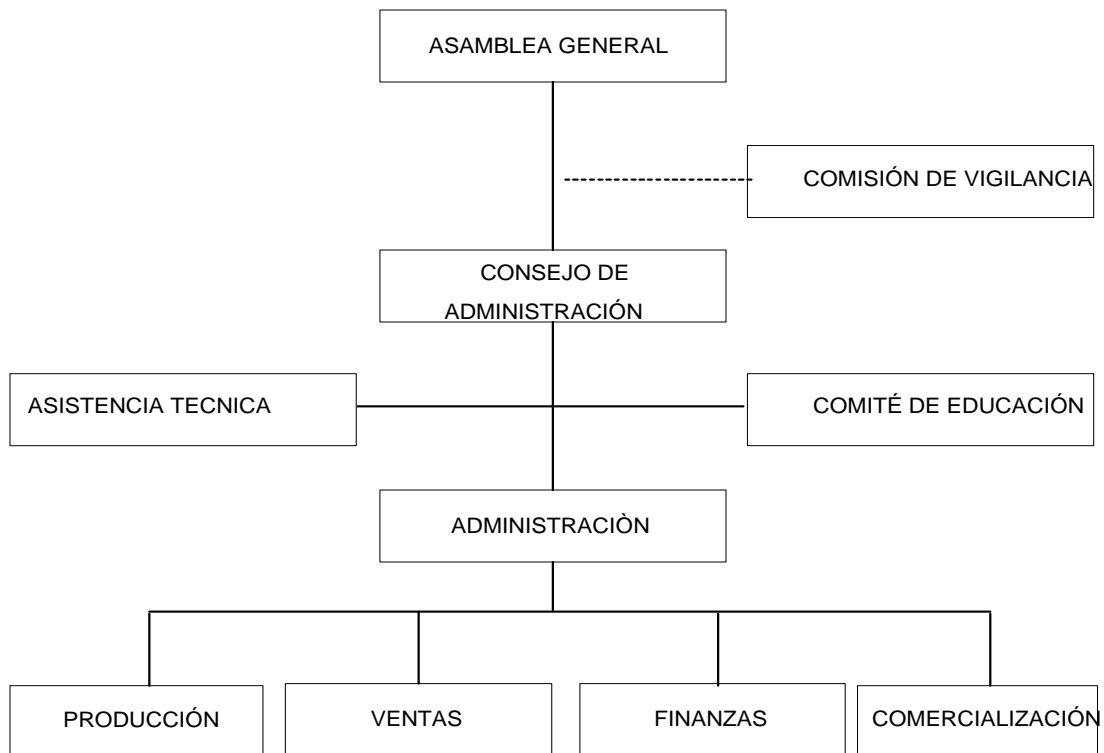 ASAMBLEA GENERAL
COMISIÓN DE VIGILANCIA
CONSEJO DE
ADMINISTRACIÓN
ASISTENCIA TECNICA
COMITÉ DE EDUCACIÓN
ADMINISTRACIÒN
PRODUCCIÓN
VENTAS
FINANZAS
COMERCIALIZACIÓN